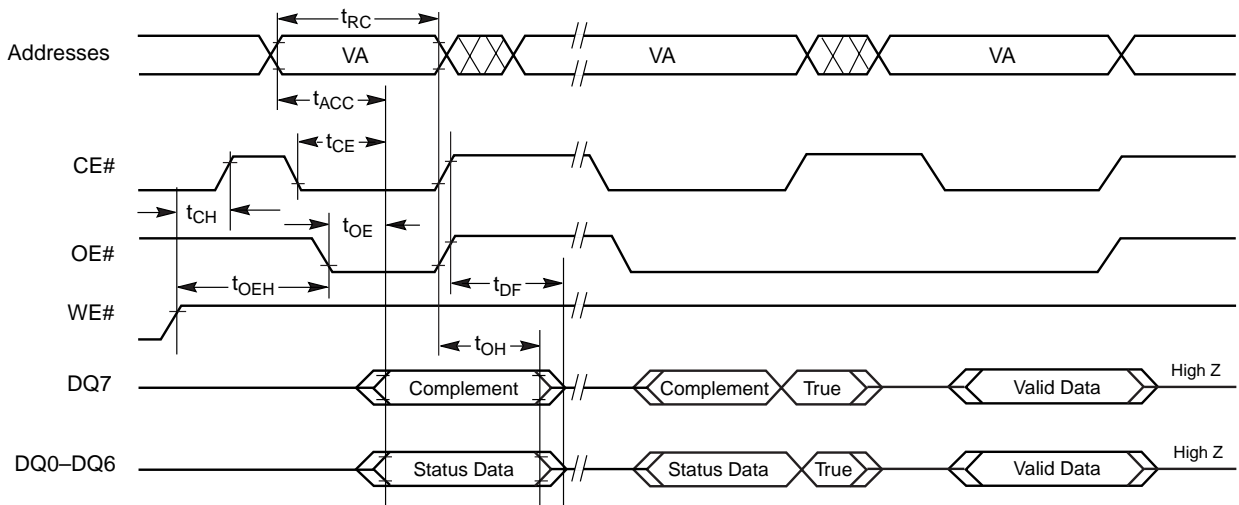 tRC
Addresses VA VA VA
tACC
tCE
CE#
tCH tOE
OE#
tOEH tDF
WE#
tOH
DQ7 Complement Complement True Valid Data High Z
DQ0–DQ6 Status Data Status Data True Valid Data High Z